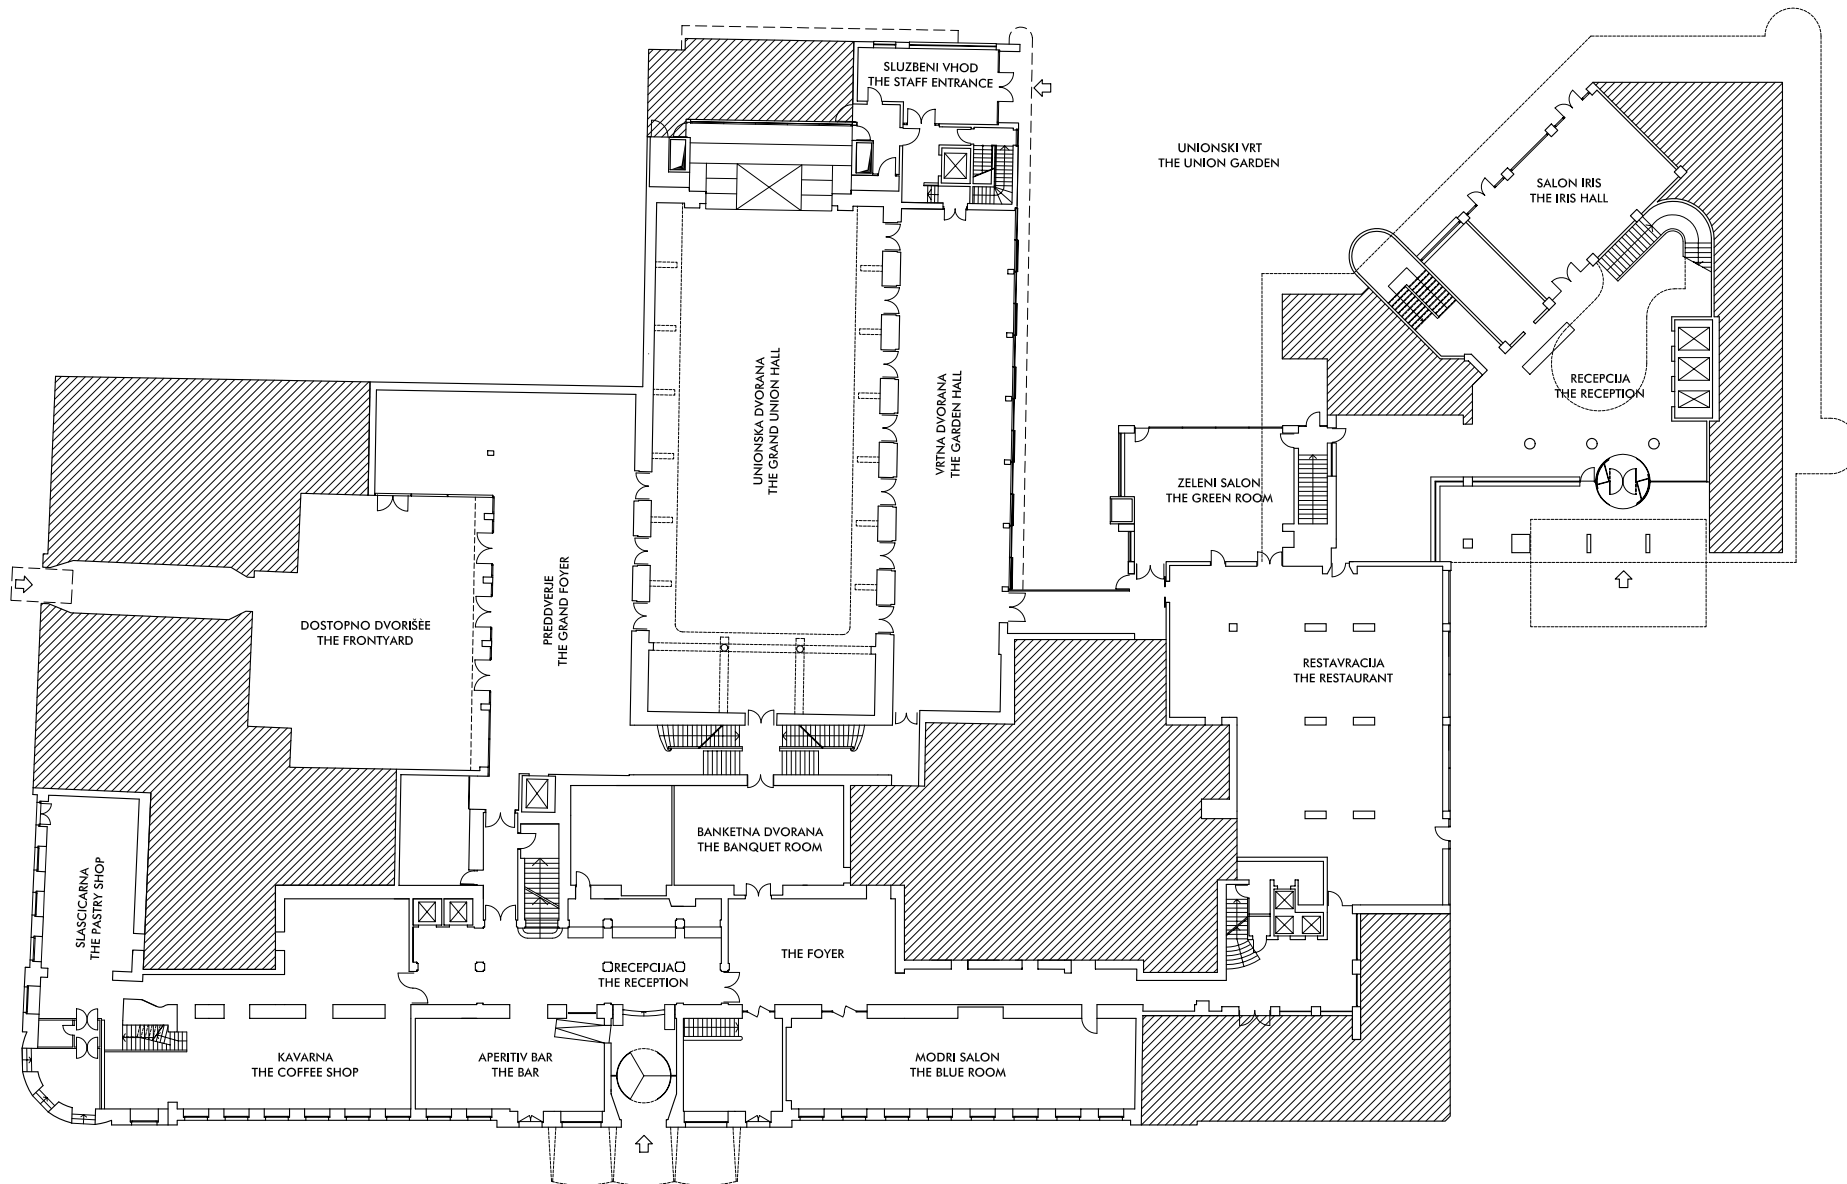 SLUZBENI VHOD
THE STAFF ENTRANCE
UNIONSKI VRT
THE UNION GARDEN
SALON IRIS
THE IRIS HALL
RECEPCIJA
THE RECEPTION
UNIONSKA DVORANA
THE GRAND UNION HALL
VRTNA DVORANA
THE GARDEN HALL
ZELENI SALON
THE GREEN ROOM
PREDDVERJE
THE GRAND FOYER
DOSTOPNO DVORIŠĖE
THE FRONTYARD
RESTAVRACIJA
THE RESTAURANT
BANKETNA DVORANA
THE BANQUET ROOM
SLASCICARNA
THE PASTRY SHOP
THE FOYER
RECEPCIJA
THE RECEPTION
KAVARNA
THE COFFEE SHOP
APERITIV BAR
THE BAR
MODRI SALON
THE BLUE ROOM